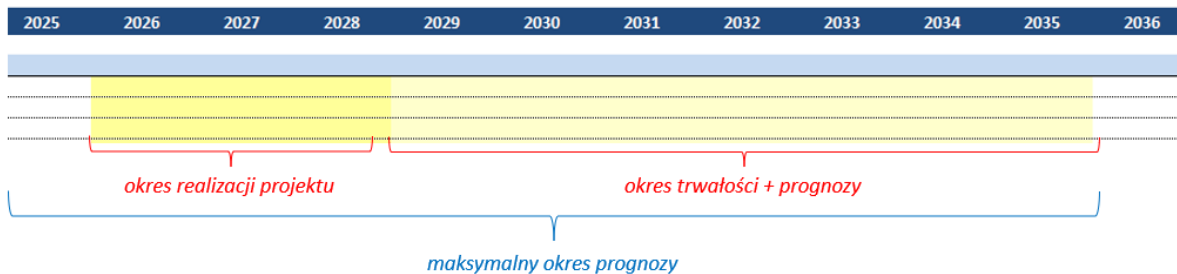 2025 2026 2027 2028 2029 2030 2031 2032 2033 2034 2035 2036
okres realizacji projektu okres trwałości + prognozy
maksymalny okres prognozy